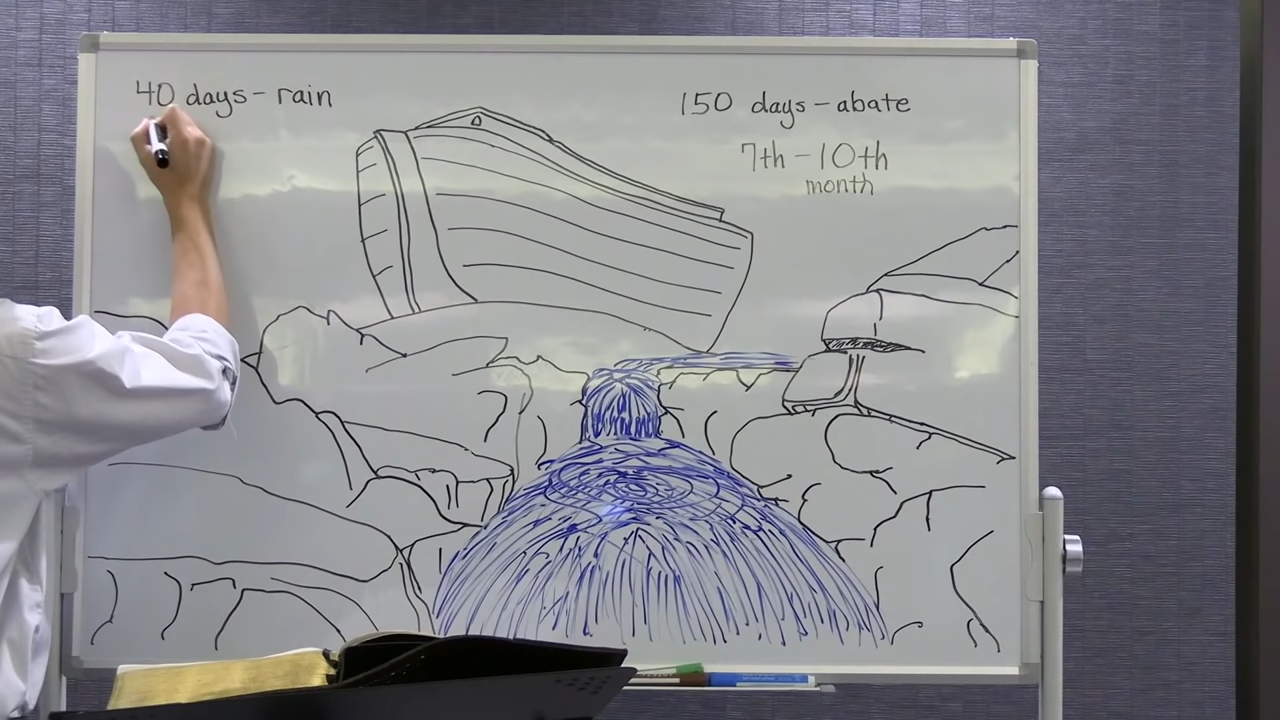 40 days - rain
150 days - abate
7th - 10th
month